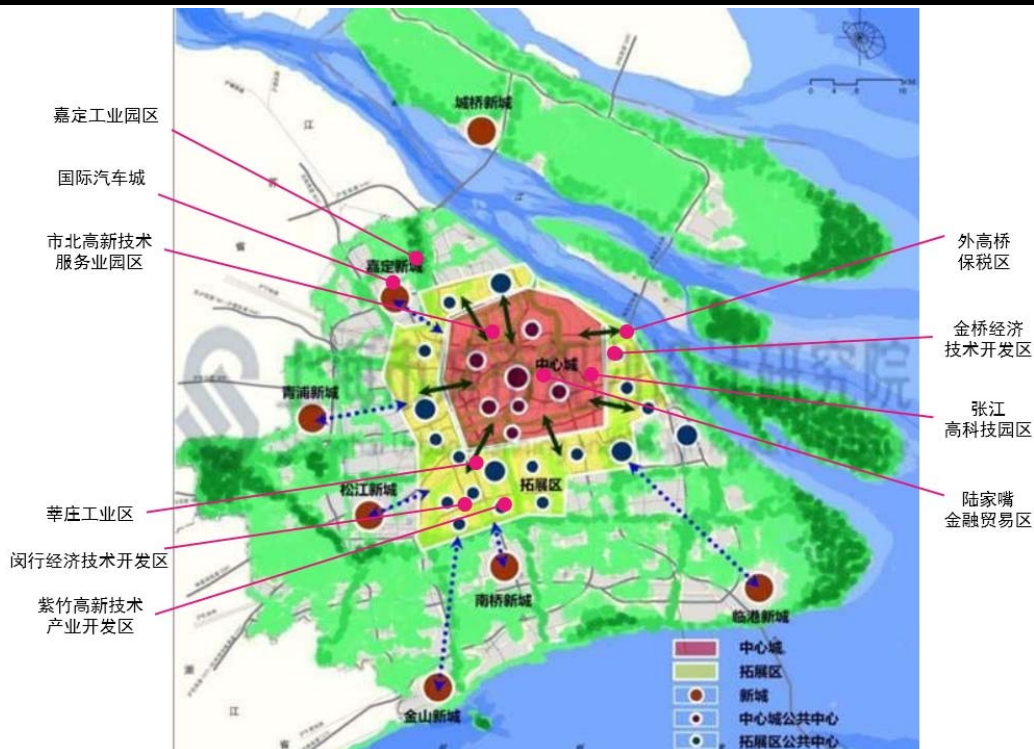 嘉定工业园区
国际汽车城
市北高新技术
服务业园区
莘庄工业区
闵行经济技术开发区
紫竹高新技术
产业开发区
城桥新城
嘉定新城
中心城
青浦新城
松江新城
拓展区
南桥新城
临港新城
金山新城
外高桥
保税区
金桥经济
技术开发区
张江
高科技园区
陆家嘴
金融贸易区
中心城
拓展区
新城
中心城公共中心
拓展区公共中心